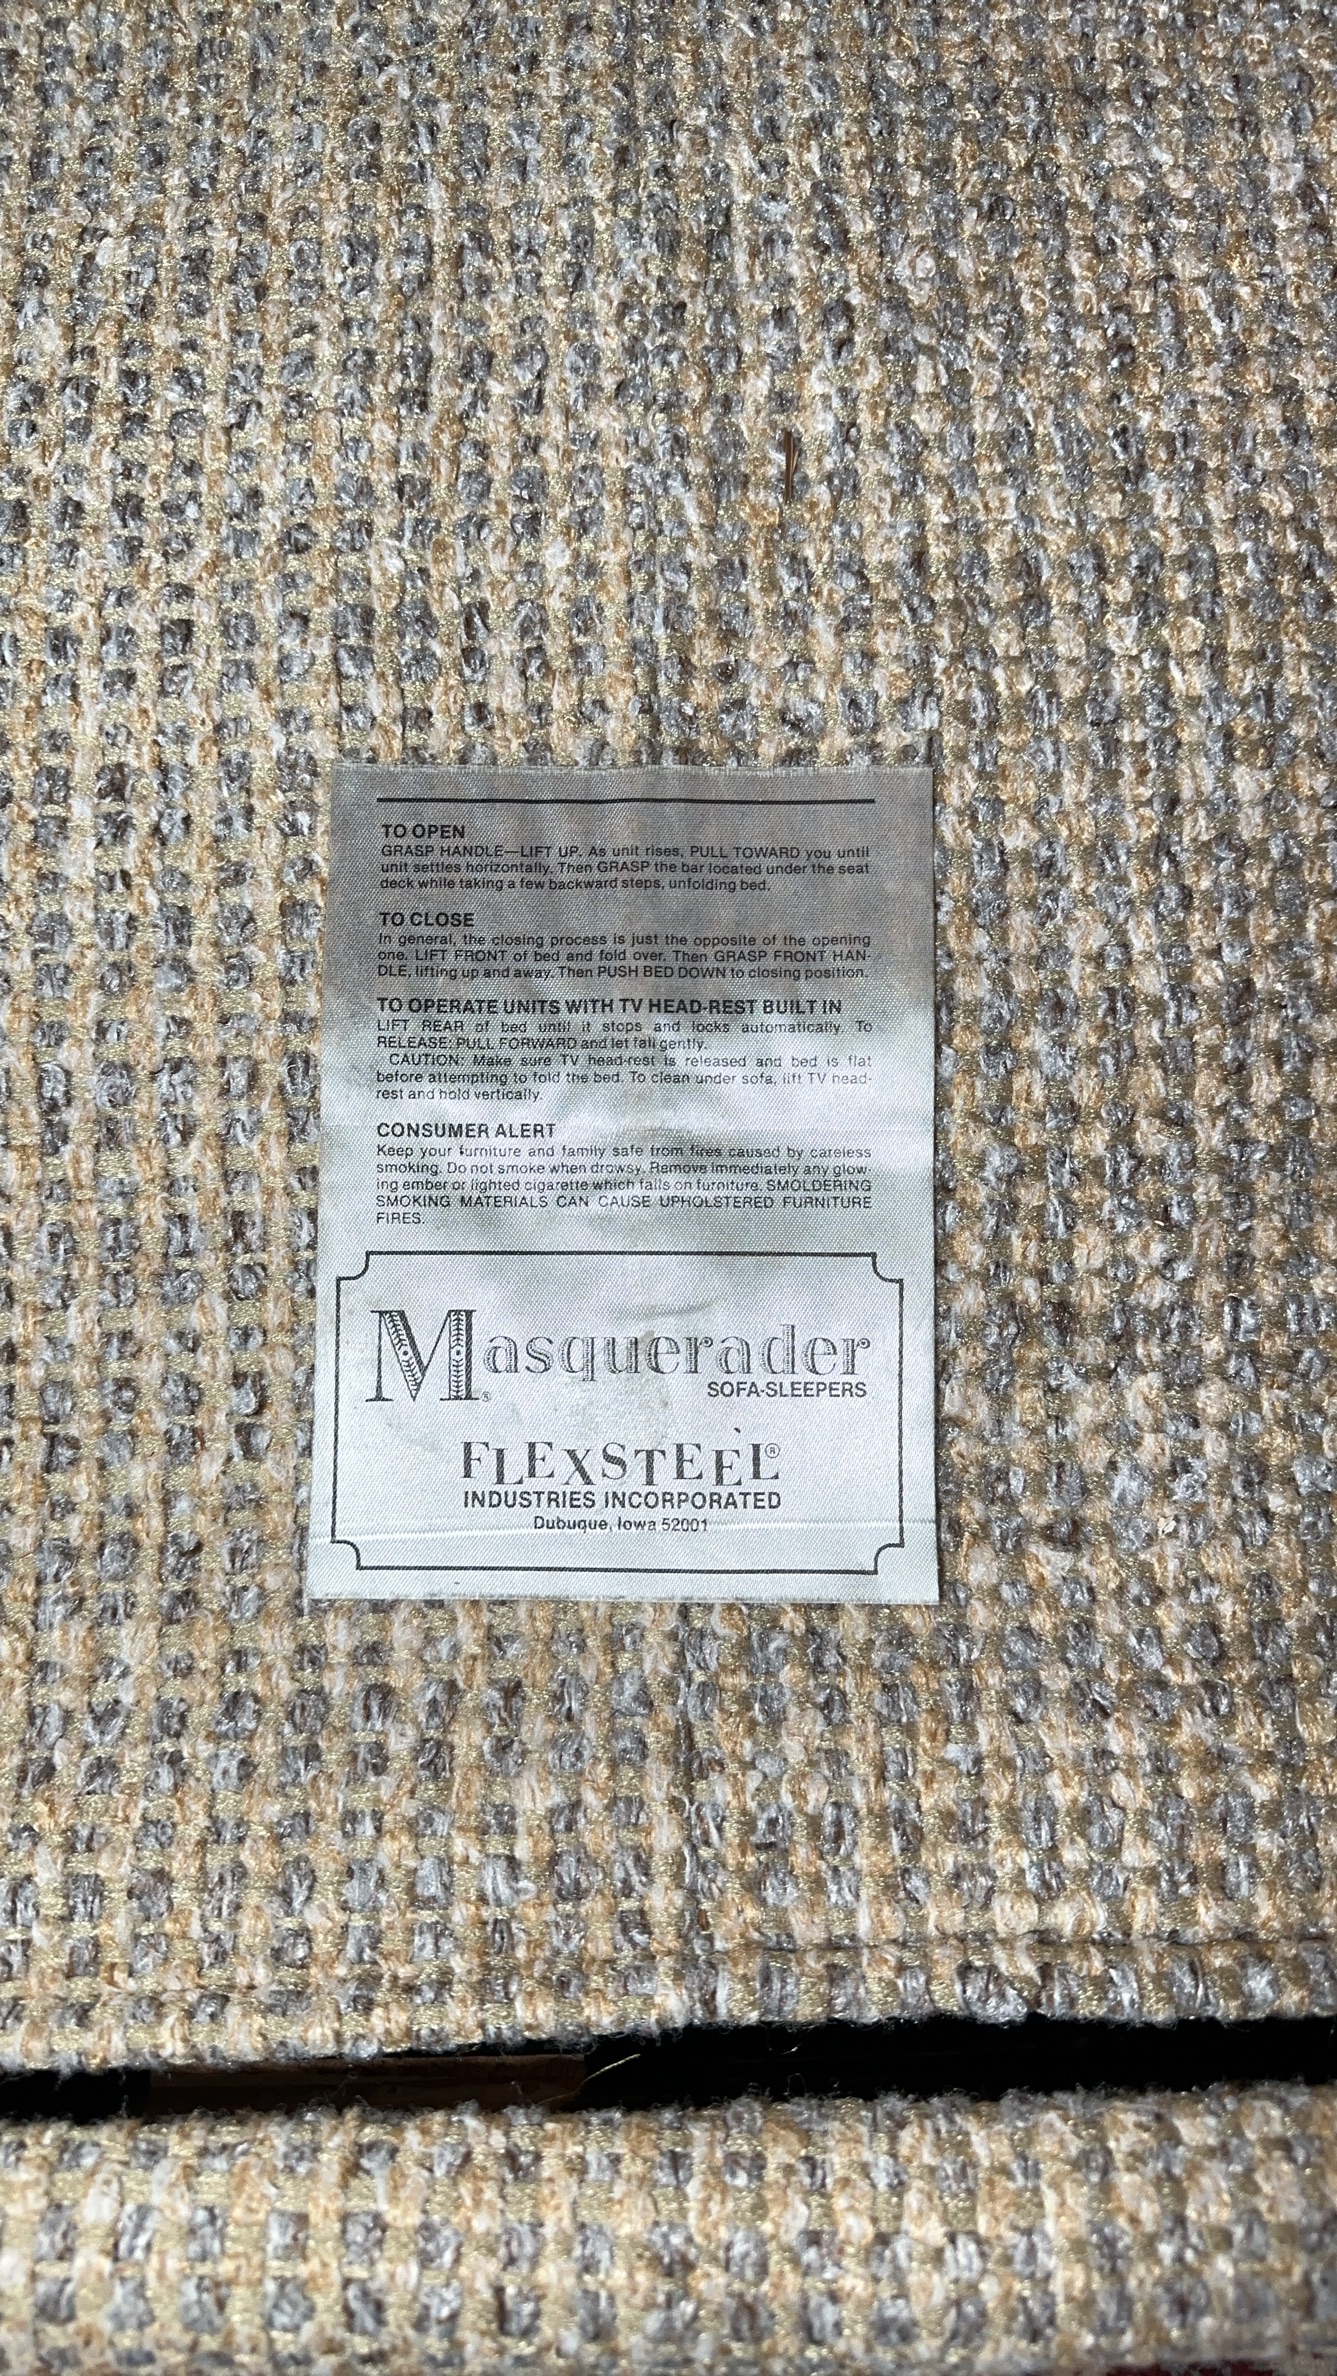 TO OPEN
GRASP HANDLE—LIFT UP. As unit rises, PULL TOWARD you until
unit settles horizontally. Then GRASP the bar located under the seat
deck while taking a few backward steps, unfolding bed.
TO CLOSE
In general, the closing process is just the opposite of the opening
one. LIFT FRONT of bed and fold over. Then GRASP FRONT HAN-
DLE, lifting up and away. Then PUSH BED DOWN to closing position.
TO OPERATE UNITS WITH TV HEAD-REST BUILT IN
LIFT REAR of bed until it stops and locks automatically. To
RELEASE: PULL FORWARD and let fall gently.
CAUTION: Make sure TV head-rest is released and bed is flat
before attempting to fold the bed. To clean under sofa, lift TV head-
rest and hold vertically.
CONSUMER ALERT
Keep your furniture and family safe from fires caused by careless
smoking. Do not smoke when drowsy. Remove immediately any glow-
ing ember or lighted cigarette which falls on furniture. SMOLDERING
SMOKING MATERIALS CAN CAUSE UPHOLSTERED FURNITURE
FIRES.
Masquerader®
SOFA-SLEEPERS
FLEXSTEEL®
INDUSTRIES INCORPORATED
Dubuque, Iowa 52001